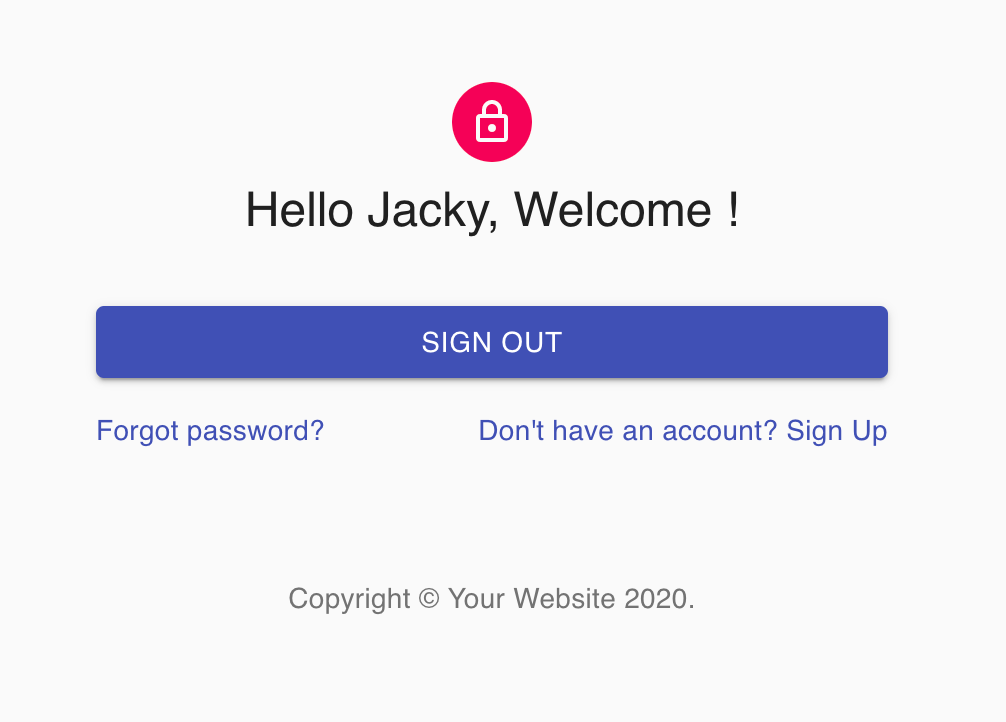 Hello Jacky, Welcome !
SIGN OUT
Forgot password?
Don't have an account? Sign Up
Copyright © Your Website 2020.